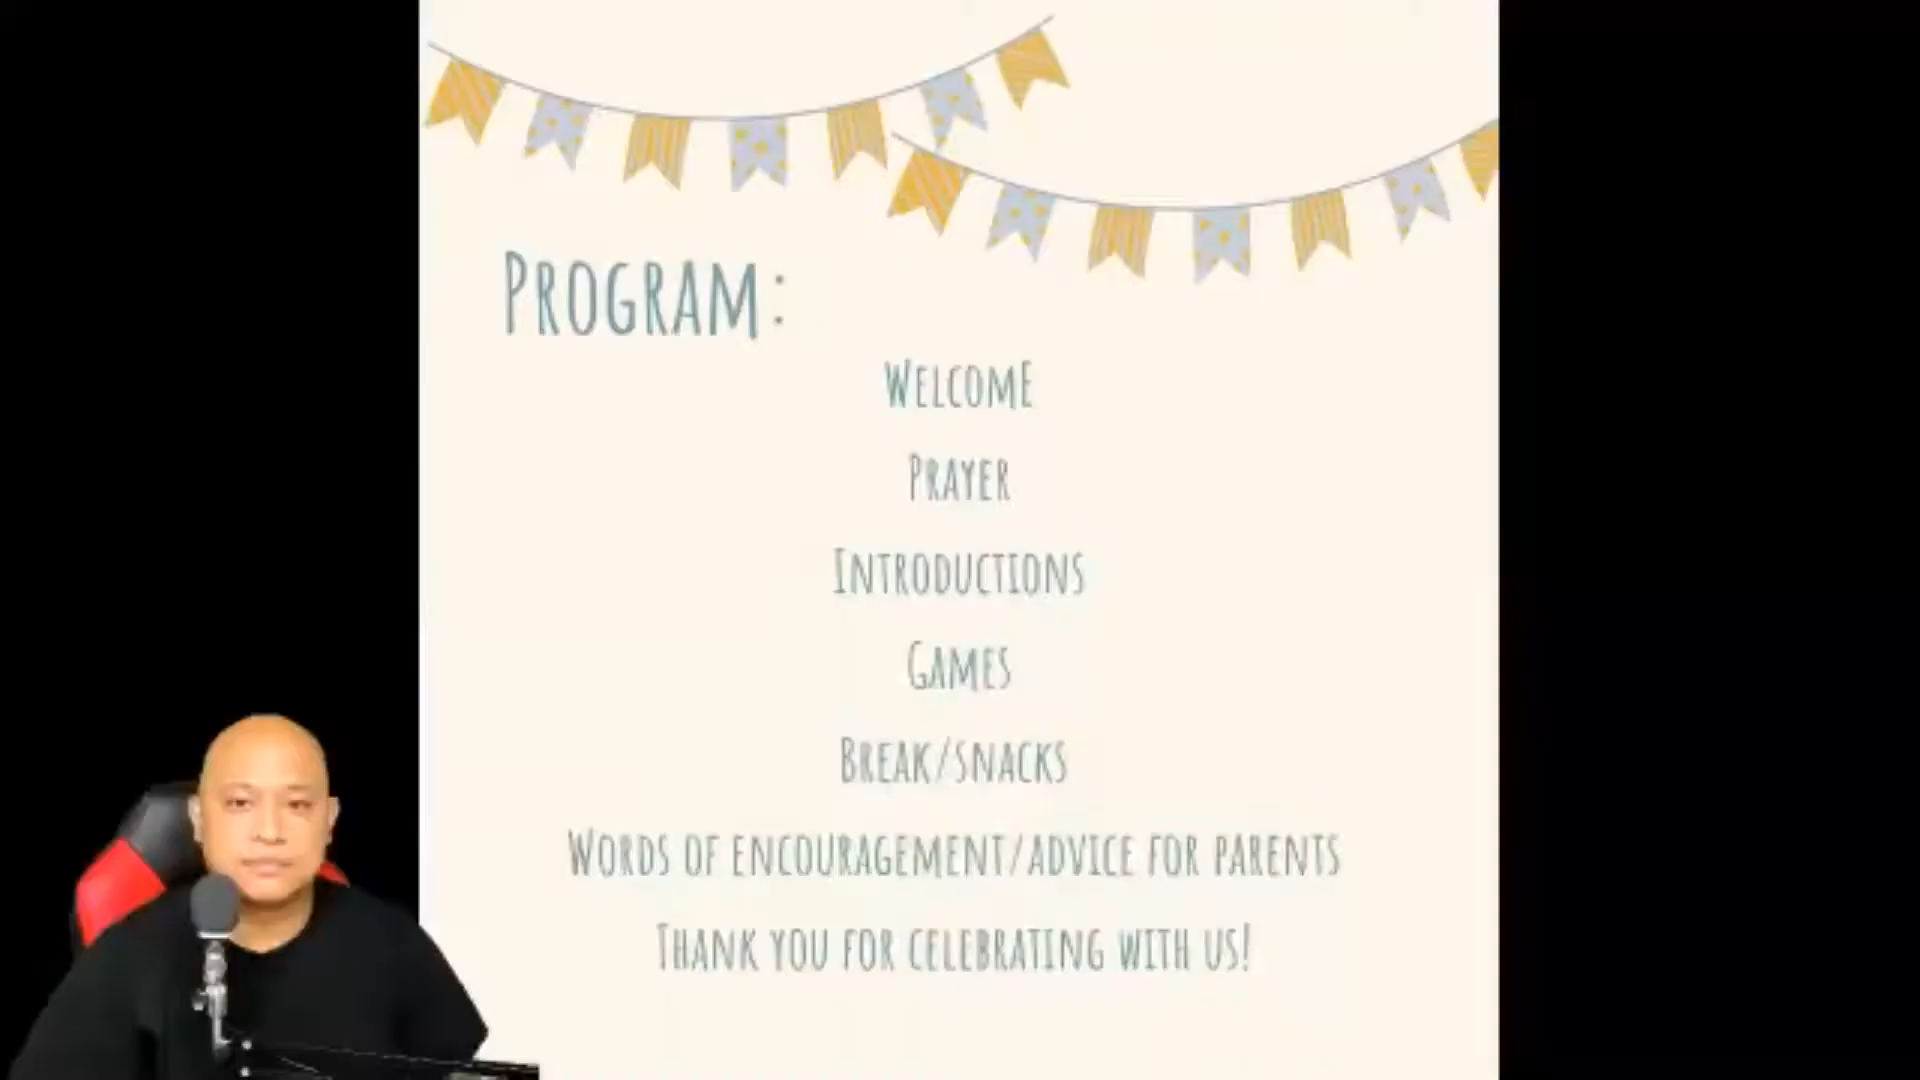 PROGRAM:
WELCOME
PRAYER
INTRODUCTIONS
GAMES
BREAK/SNACKS
WORDS OF ENCOURAGEMENT/ADVICE FOR PARENTS
THANK YOU FOR CELEBRATING WITH US!